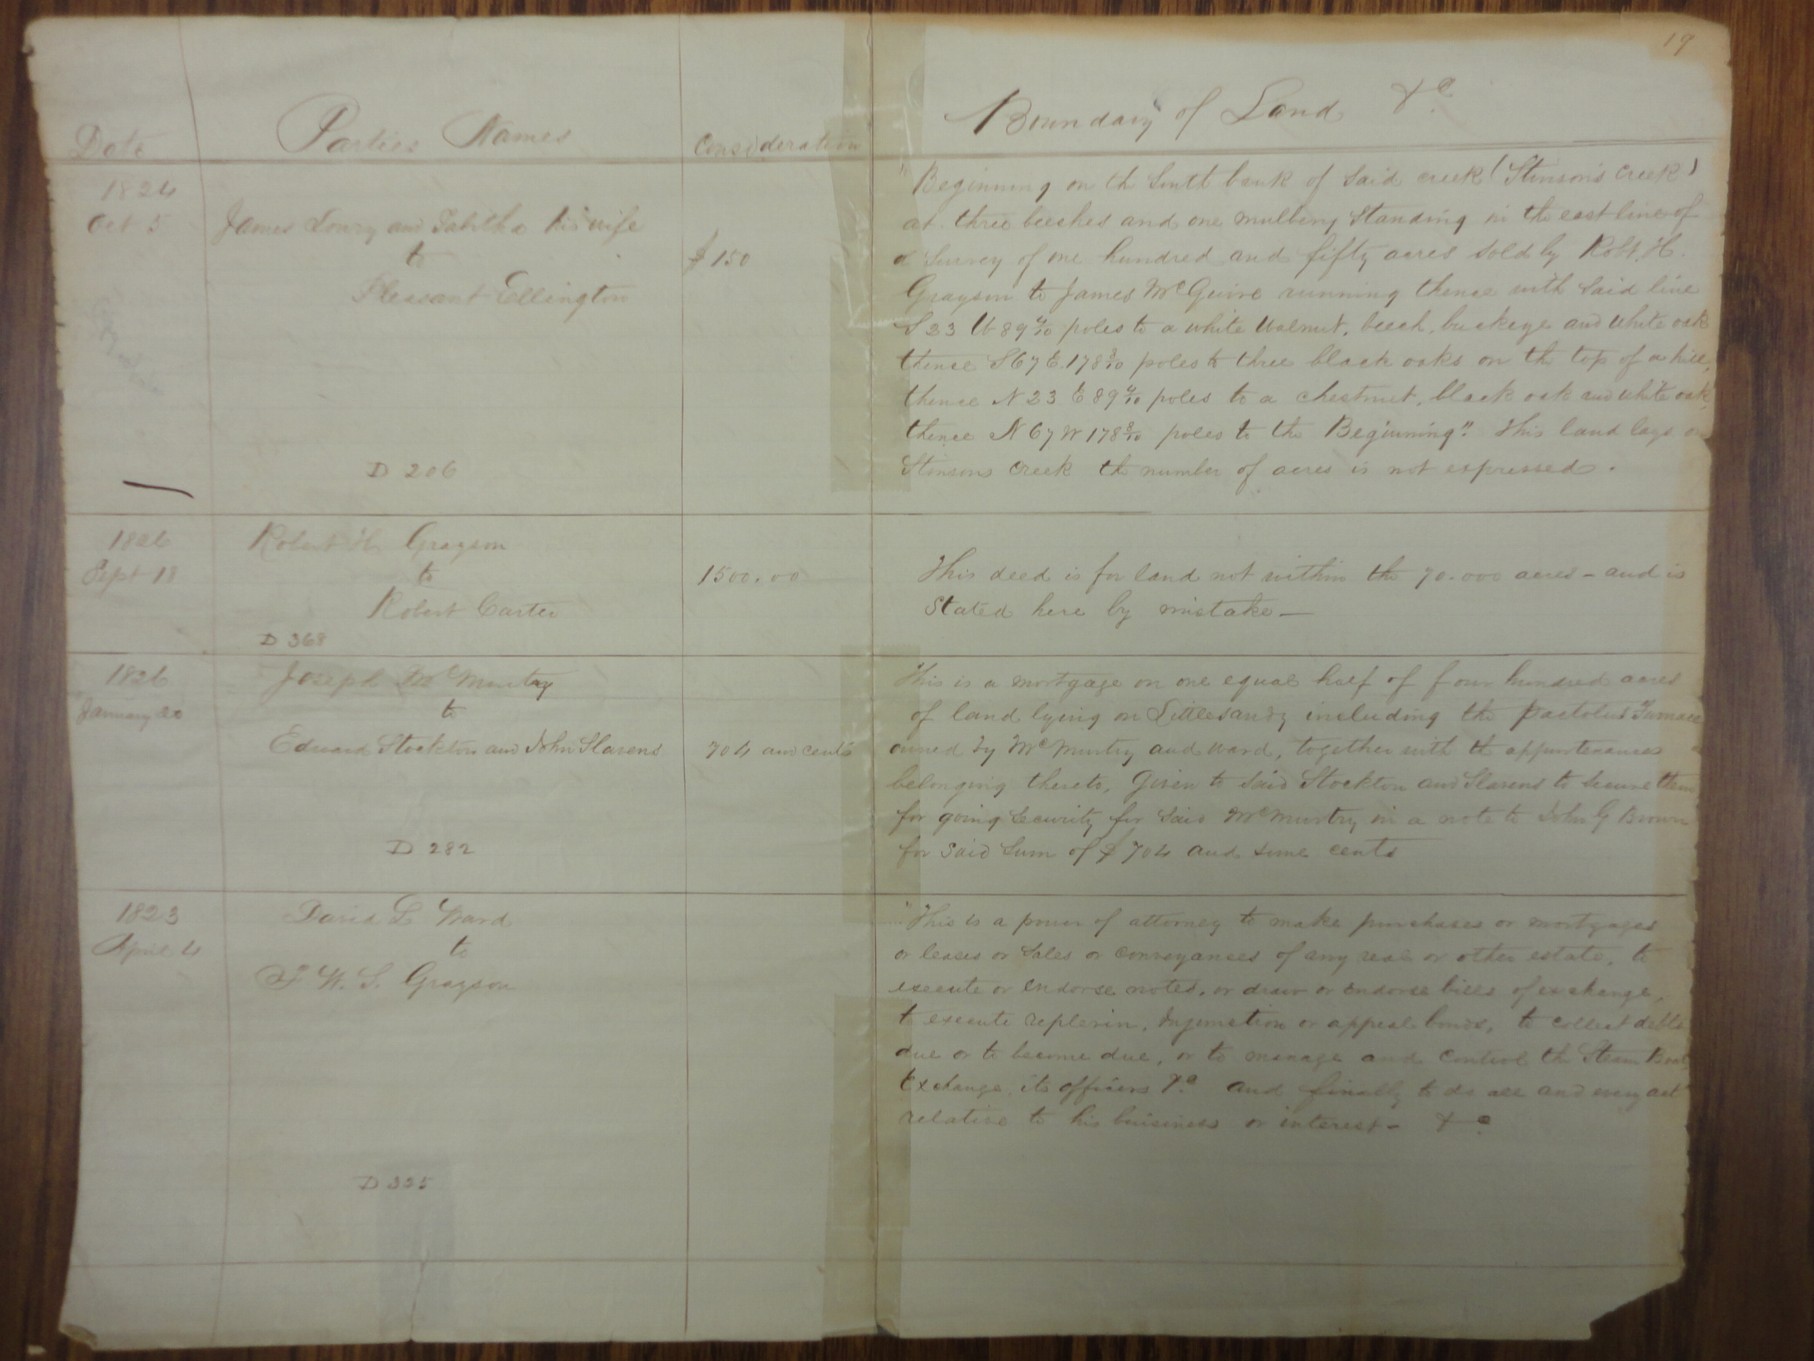 19
Date Parties Names Consideration Boundary of Land &c.
1824
Oct 5
James Lowry and Tabitha his wife
to
Pleasant Ellington
$150
"Beginning on the South bank of said creek (Stinson's Creek)
at three beeches and one mulberry standing in the east line of
a survey of one hundred and fifty acres sold by Robt. H.
Grayson to James McGuire running thence with said line
S 23 W 89 4/10 poles to a white walnut, beech, buckeye and white oak
thence S 67 E 178 8/10 poles to three black oaks on the top of a hill,
thence N 23 E 89 4/10 poles to a chestnut, black oak and white oak,
thence N 67 W 178 8/10 poles to the Beginning". This land lays on
Stinsons Creek the number of acres is not expressed.
D 206
1826
Sept 18
Robert H. Grayson
to
Robert Carter
D 368
1500.00
This deed is for land not within the 70.000 acres - and is
stated here by mistake —
1826
January 20
Joseph McMurtry
to
Edward Stockton and John Slavens
704 and cents
This is a mortgage on one equal half of four hundred acres
of land lying on Little Sandy including the Pactolus Furnace
owned by McMurtry and Ward, together with the appurtenances
belonging thereto, Given to said Stockton and Slavens to secure them
for going security for said McMurtry in a note to John G Brown
for said sum of $704 and some cents
D 282
1823
April 4
David L Ward
to
F. W. S. Grayson
"This is a power of attorney to make purchases or mortgages
or leases or sales or conveyances of any real or other estate, to
execute or endorse notes, or draw or endorse bills of exchange,
to execute replevin, Injunction or appeal bonds, to collect debts
due or to become due, or to manage and control the Steam Boat
Exchange, its officers &c. and finally to do all and every act
relative to his buisiness or interest - &c.
D 325